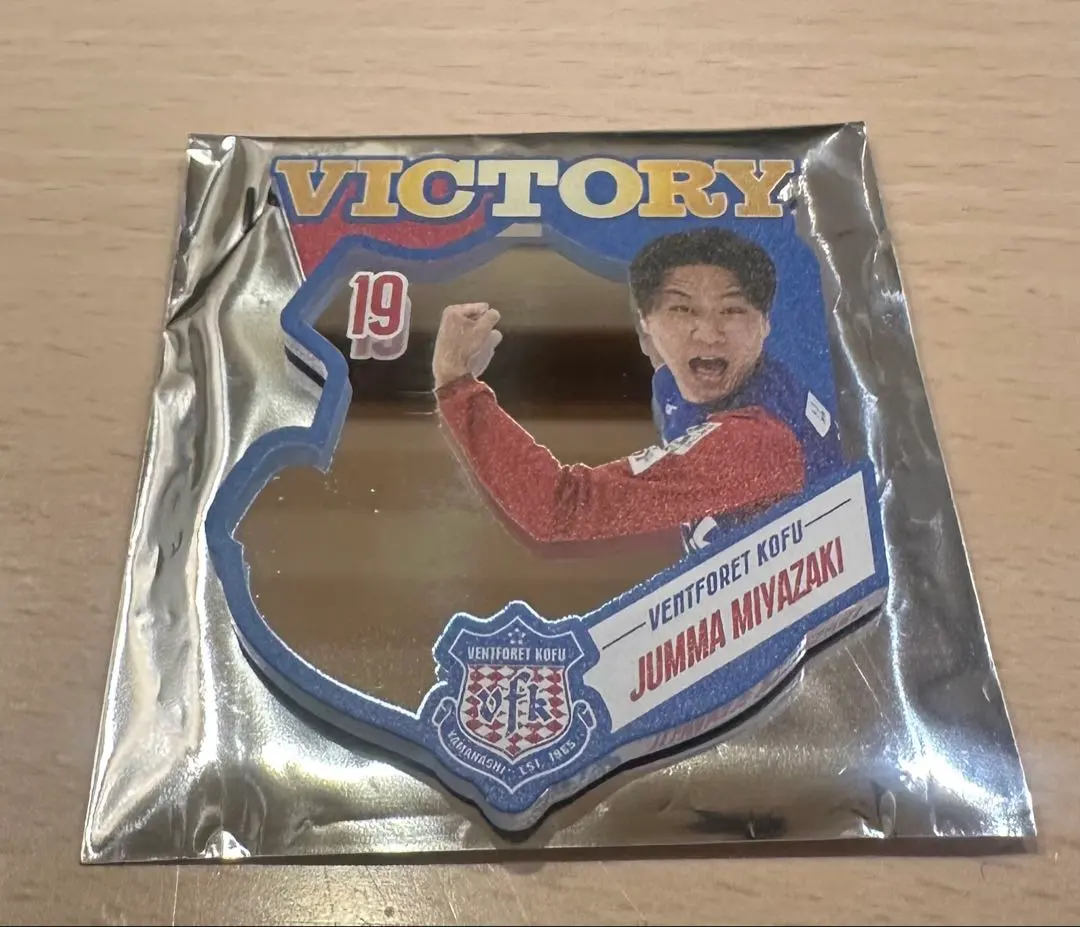 VICTORY
19
VENTFORET KOFU
JUMMA MIYAZAKI
VENTFORET KOFU
vfk
YAMANASHI · EST. 1965